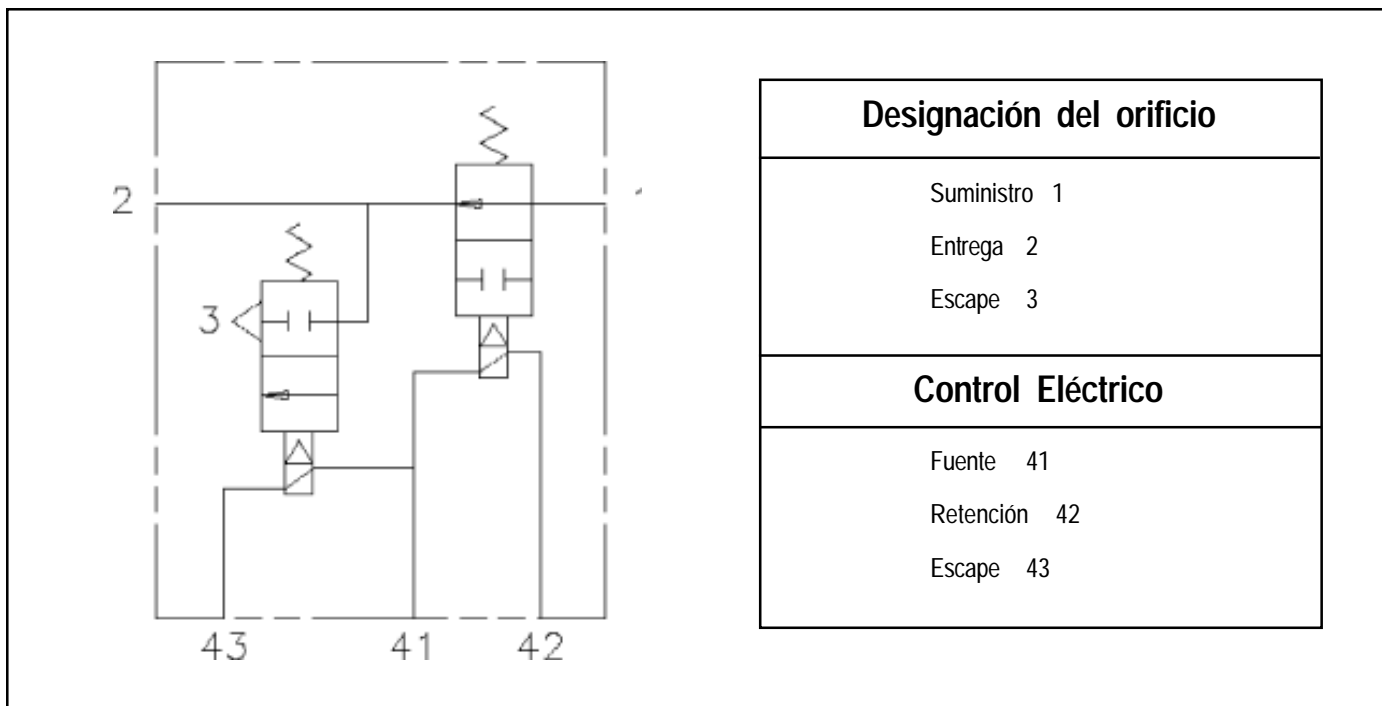 2
3
43
41
42
Designación del orificio
Suministro 1
Entrega 2
Escape 3
Control Eléctrico
Fuente 41
Retención 42
Escape 43